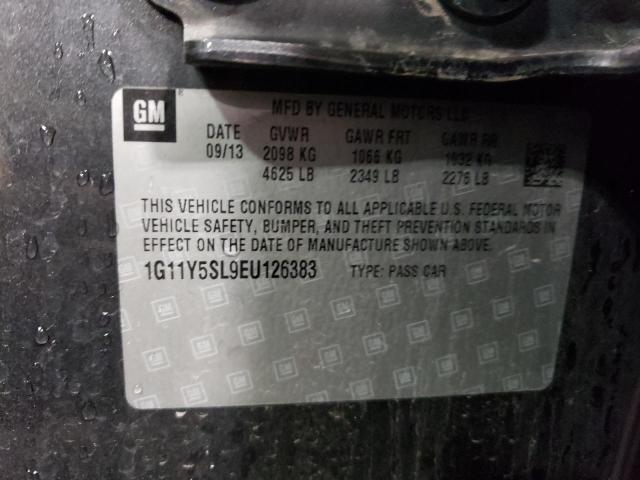 GM
MFD BY GENERAL MOTORS LLC
DATE GVWR GAWR FRT GAWR RR
09/13 2098 KG 1066 KG 1032 KG
4625 LB 2349 LB 2276 LB
THIS VEHICLE CONFORMS TO ALL APPLICABLE U.S. FEDERAL MOTOR
VEHICLE SAFETY, BUMPER, AND THEFT PREVENTION STANDARDS IN
EFFECT ON THE DATE OF MANUFACTURE SHOWN ABOVE.
1G11Y5SL9EU126383 TYPE: PASS CAR